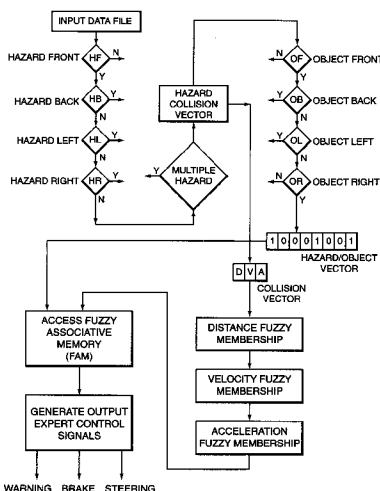 INPUT DATA FILE
HAZARD FRONT
HF
N
Y
HAZARD BACK
HB
Y
N
HAZARD LEFT
HL
Y
N
HAZARD RIGHT
HR
Y
N
HAZARD
COLLISION
VECTOR
Y
MULTIPLE
HAZARD
N
OF
OBJECT FRONT
Y
N
OB
OBJECT BACK
Y
N
OL
OBJECT LEFT
N
N
OR
OBJECT RIGHT
Y
1 0 0 0 1 0 0 1
HAZARD/OBJECT
VECTOR
D V A
COLLISION
VECTOR
ACCESS FUZZY
ASSOCIATIVE
MEMORY
(FAM)
DISTANCE FUZZY
MEMBERSHIP
GENERATE OUTPUT
EXPERT CONTROL
SIGNALS
VELOCITY FUZZY
MEMBERSHIP
ACCELERATION
FUZZY MEMBERSHIP
WARNING BRAKE STEERING